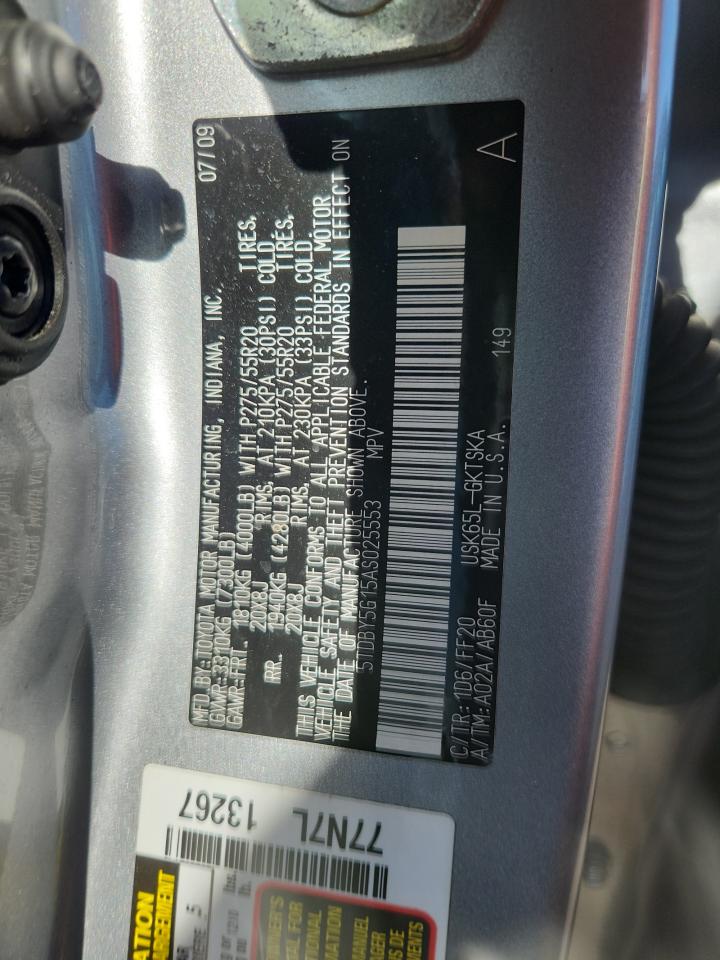 MFD. BY: TOYOTA MOTOR MANUFACTURING, INDIANA, INC. 07/09
GVWR: 3310KG (7300LB)
GAWR: FRT. 1810KG (4000LB) WITH P275/55R20 TIRES,
20X8J RIMS, AT 210KPA (30PSI) COLD
RR. 1940KG (4280LB) WITH P275/55R20 TIRES,
20X8J RIMS, AT 230KPA (33PSI) COLD.
THIS VEHICLE CONFORMS TO ALL APPLICABLE FEDERAL MOTOR
VEHICLE SAFETY AND THEFT PREVENTION STANDARDS IN EFFECT ON
THE DATE OF MANUFACTURE SHOWN ABOVE.
5TDBY5G15AS025553 MPV
C/TR: 1D6/FF20 USK65L-GKTSKA
A/TM: A02A/AB60F MADE IN U.S.A. 149
A
77N7L
13267
MANUEL